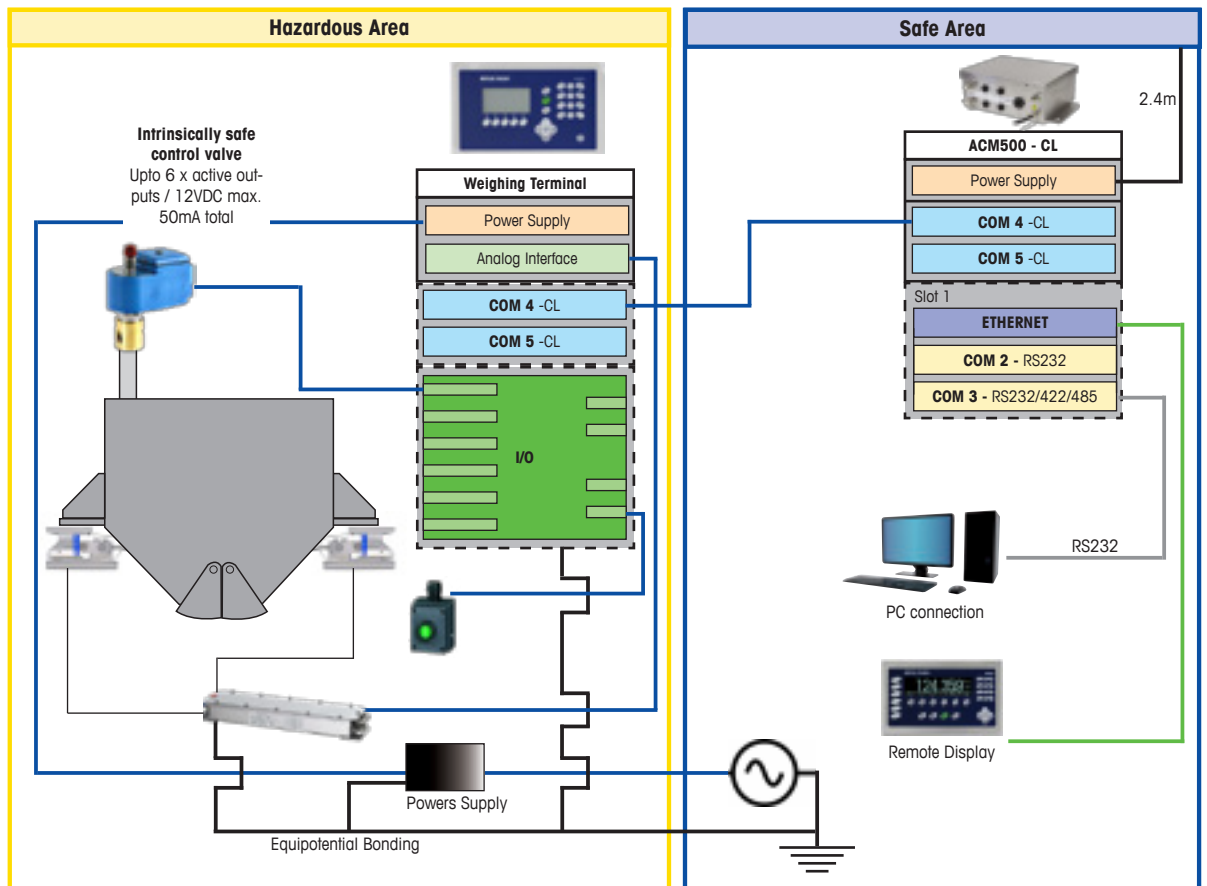 Hazardous Area
Safe Area
Intrinsically safe
control valve
Upto 6 x active out-
puts / 12VDC max.
50mA total
Weighing Terminal
Power Supply
Analog Interface
COM 4 -CL
COM 5 -CL
I/O
2.4m
ACM500 - CL
Power Supply
COM 4 -CL
COM 5 -CL
Slot 1
ETHERNET
COM 2 - RS232
COM 3 - RS232/422/485
RS232
PC connection
124.759
Remote Display
Powers Supply
Equipotential Bonding